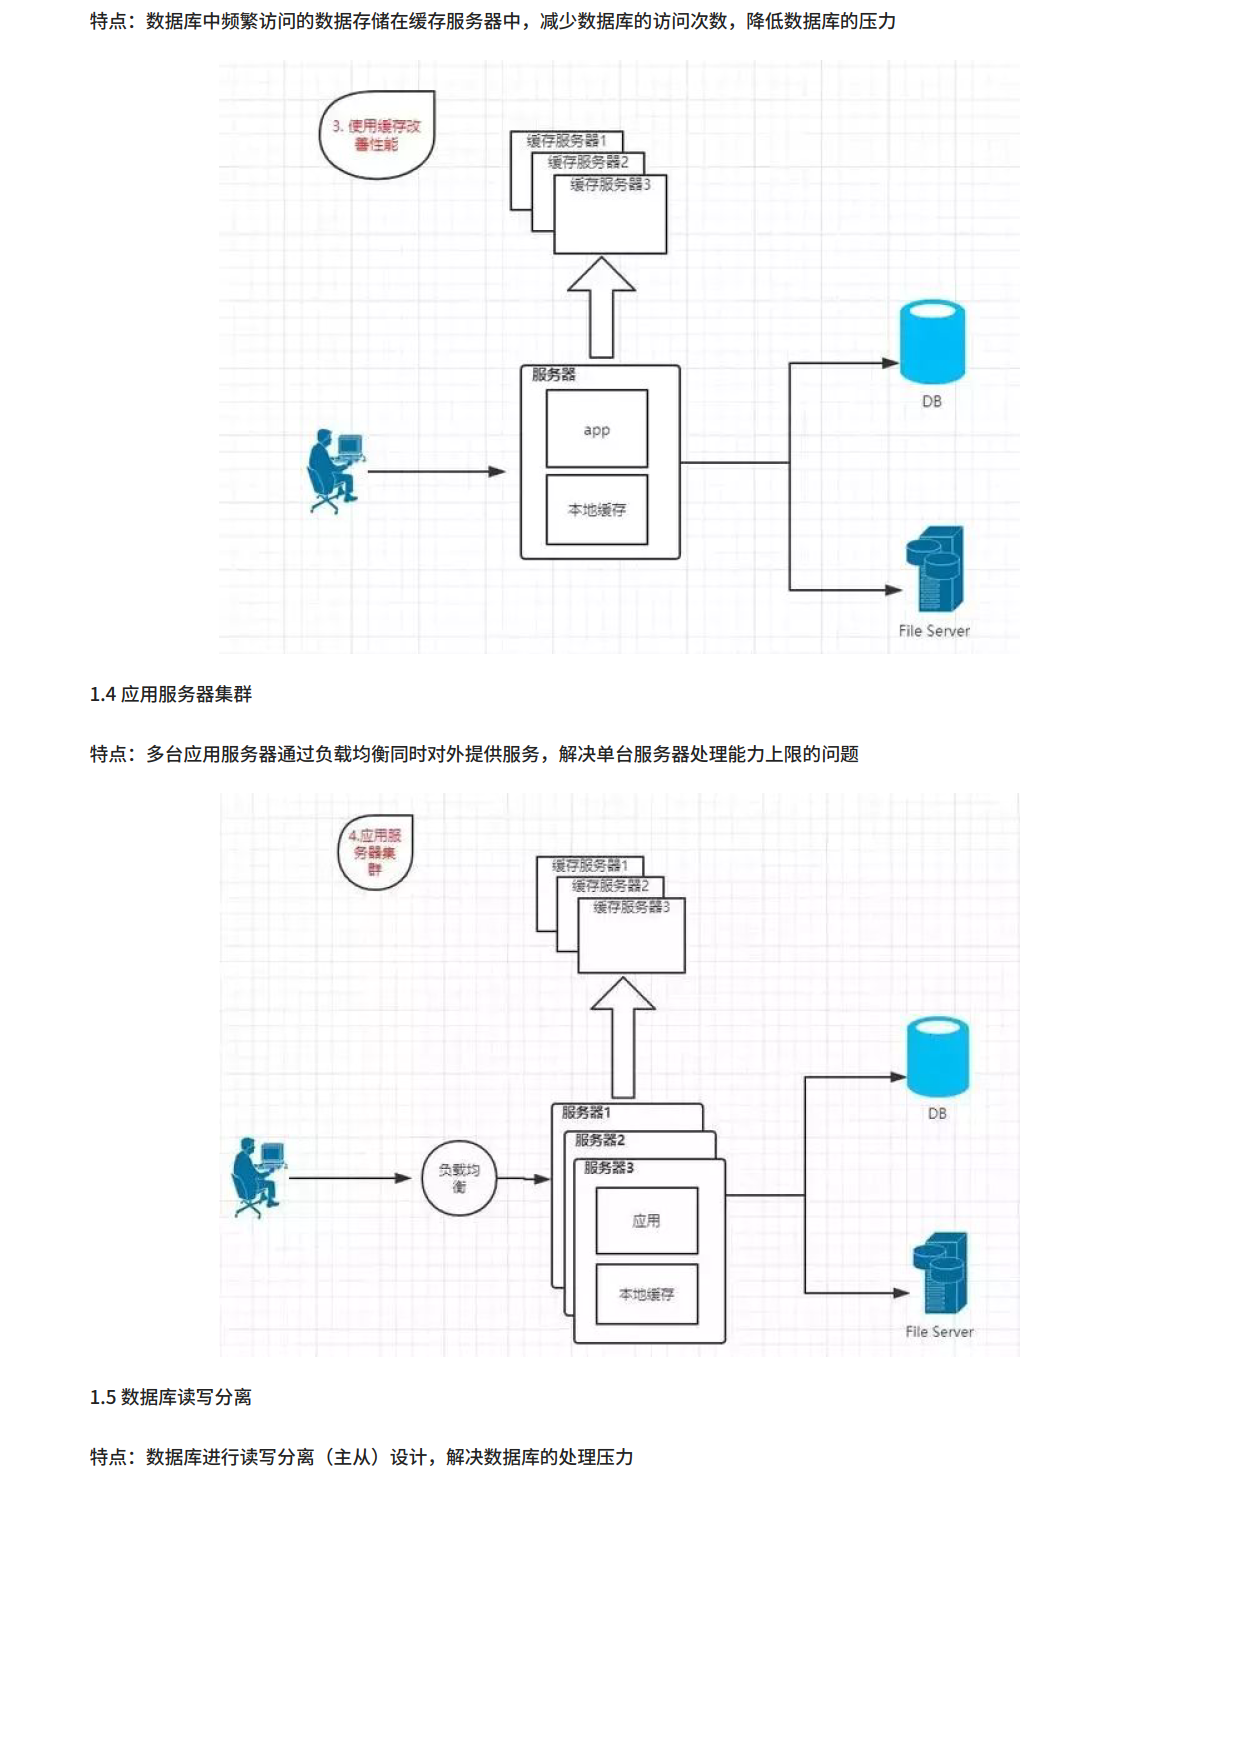 特点：数据库中频繁访问的数据存储在缓存服务器中，减少数据库的访问次数，降低数据库的压力
3. 使用缓存改
善性能
缓存服务器1
缓存服务器2
缓存服务器3
服务器
app
本地缓存
DB
File Server
1.4 应用服务器集群
特点：多台应用服务器通过负载均衡同时对外提供服务，解决单台服务器处理能力上限的问题
4.应用服
务器集
群
缓存服务器1
缓存服务器2
缓存服务器3
负载均
衡
服务器1
服务器2
服务器3
应用
本地缓存
DB
File Server
1.5 数据库读写分离
特点：数据库进行读写分离（主从）设计，解决数据库的处理压力